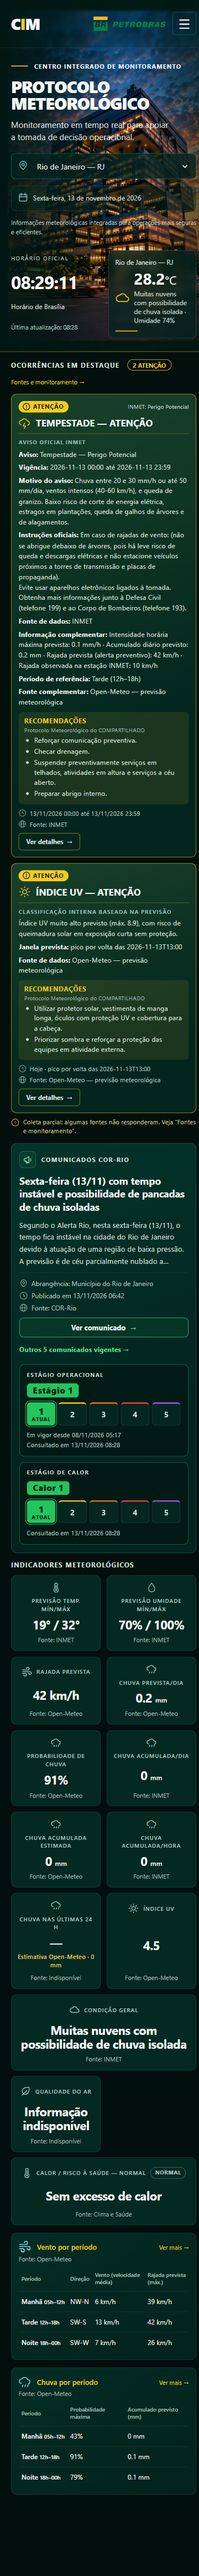 CIM
BR PETROBRAS
CENTRO INTEGRADO DE MONITORAMENTO
PROTOCOLO
METEOROLÓGICO
Monitoramento em tempo real para apoiar
a tomada de decisão operacional.
Rio de Janeiro — RJ
Sexta-feira, 13 de novembro de 2026
Informações meteorológicas integradas para operações mais seguras
e eficientes.
HORÁRIO OFICIAL
08:29:11
Horário de Brasília
Última atualização: 08:28
Rio de Janeiro — RJ
28.2°C
Muitas nuvens
com possibilidade
de chuva isolada ·
Umidade 74%
OCORRÊNCIAS EM DESTAQUE
2 ATENÇÃO
Fontes e monitoramento →
ATENÇÃO
INMET: Perigo Potencial
TEMPESTADE — ATENÇÃO
AVISO OFICIAL INMET
Aviso: Tempestade — Perigo Potencial
Vigência: 2026-11-13 00:00 até 2026-11-13 23:59
Motivo do aviso: Chuva entre 20 e 30 mm/h ou até 50
mm/dia, ventos intensos (40-60 km/h), e queda de
granizo. Baixo risco de corte de energia elétrica,
estragos em plantações, queda de galhos de árvores e
de alagamentos.
Instruções oficiais: Em caso de rajadas de vento: (não
se abrigue debaixo de árvores, pois há leve risco de
queda e descargas elétricas e não estacione veículos
próximos a torres de transmissão e placas de
propaganda).
Evite usar aparelhos eletrônicos ligados à tomada.
Obtenha mais informações junto à Defesa Civil
(telefone 199) e ao Corpo de Bombeiros (telefone 193).
Fonte de dados: INMET
Informação complementar: Intensidade horária
máxima prevista: 0.1 mm/h · Acumulado diário previsto:
0.2 mm · Rajada prevista (alerta preventivo): 42 km/h ·
Rajada observada na estação INMET: 10 km/h
Período de referência: Tarde (12h–18h)
Fonte complementar: Open-Meteo — previsão
meteorológica
RECOMENDAÇÕES
Protocolo Meteorológico do COMPARTILHADO
Reforçar comunicação preventiva.
Checar drenagem.
Suspender preventivamente serviços em
telhados, atividades em altura e serviços a céu
aberto.
Preparar abrigo interno.
13/11/2026 00:00 até 13/11/2026 23:59
Fonte: INMET
Ver detalhes →
ATENÇÃO
ÍNDICE UV — ATENÇÃO
CLASSIFICAÇÃO INTERNA BASEADA NA PREVISÃO
Índice UV muito alto previsto (máx. 8.9), com risco de
queimadura solar em exposição curta sem proteção.
Janela prevista: pico por volta das 2026-11-13T13:00
Fonte de dados: Open-Meteo — previsão
meteorológica
RECOMENDAÇÕES
Protocolo Meteorológico do COMPARTILHADO
Utilizar protetor solar, vestimenta de manga
longa, óculos com proteção UV e cobertura para
a cabeça.
Priorizar sombra e reforçar a proteção das
equipes em atividade externa.
Hoje · pico por volta das 2026-11-13T13:00
Fonte: Open-Meteo — previsão meteorológica
Ver detalhes →
Coleta parcial: algumas fontes não responderam. Veja "Fontes
e monitoramento".
COMUNICADOS COR-RIO
Sexta-feira (13/11) com tempo
instável e possibilidade de pancadas
de chuva isoladas
Segundo o Alerta Rio, nesta sexta-feira (13/11), o
tempo fica instável na cidade do Rio de Janeiro
devido à atuação de uma região de baixa pressão.
A previsão é de céu parcialmente nublado a...
Abrangência: Município do Rio de Janeiro
Publicado em 13/11/2026 06:42
Fonte: COR-Rio
Ver comunicado →
Outros 5 comunicados vigentes →
ESTÁGIO OPERACIONAL
Estágio 1
1 2 3 4 5
ATUAL
Em vigor desde 08/11/2026 05:17
Consultado em 13/11/2026 08:28
ESTÁGIO DE CALOR
Calor 1
1 2 3 4 5
ATUAL
Consultado em 13/11/2026 08:28
INDICADORES METEOROLÓGICOS
PREVISÃO TEMP.
MÍN/MÁX
19° / 32°
Fonte: INMET
PREVISÃO UMIDADE
MÍN/MÁX
70% / 100%
Fonte: INMET
RAJADA PREVISTA
42 km/h
Fonte: Open-Meteo
CHUVA PREVISTA/DIA
0.2 mm
Fonte: Open-Meteo
PROBABILIDADE DE
CHUVA
91%
Fonte: Open-Meteo
CHUVA ACUMULADA/DIA
0 mm
Fonte: INMET
CHUVA ACUMULADA
ESTIMADA
0 mm
Fonte: Open-Meteo
CHUVA
ACUMULADA/HORA
0 mm
Fonte: INMET
CHUVA NAS ÚLTIMAS 24
H
—
Estimativa Open-Meteo · 0
mm
Fonte: Indisponível
ÍNDICE UV
4.5
Fonte: Open-Meteo
CONDIÇÃO GERAL
Muitas nuvens com
possibilidade de chuva isolada
Fonte: INMET
QUALIDADE DO AR
Informação
indisponível
Fonte: Indisponível
CALOR / RISCO À SAÚDE — NORMAL
NORMAL
Sem excesso de calor
Fonte: Clima e Saúde
Vento por período
Ver mais →
Fonte: Open-Meteo
Período Direção Vento (velocidade média) Rajada prevista (máx.)
Manhã 05h–12h NW-N 6 km/h 39 km/h
Tarde 12h–18h SW-S 13 km/h 42 km/h
Noite 18h–00h SW-W 7 km/h 26 km/h
Chuva por período
Ver mais →
Fonte: Open-Meteo
Período Probabilidade máxima Acumulado previsto (mm)
Manhã 05h–12h 43% 0 mm
Tarde 12h–18h 91% 0.1 mm
Noite 18h–00h 79% 0.1 mm